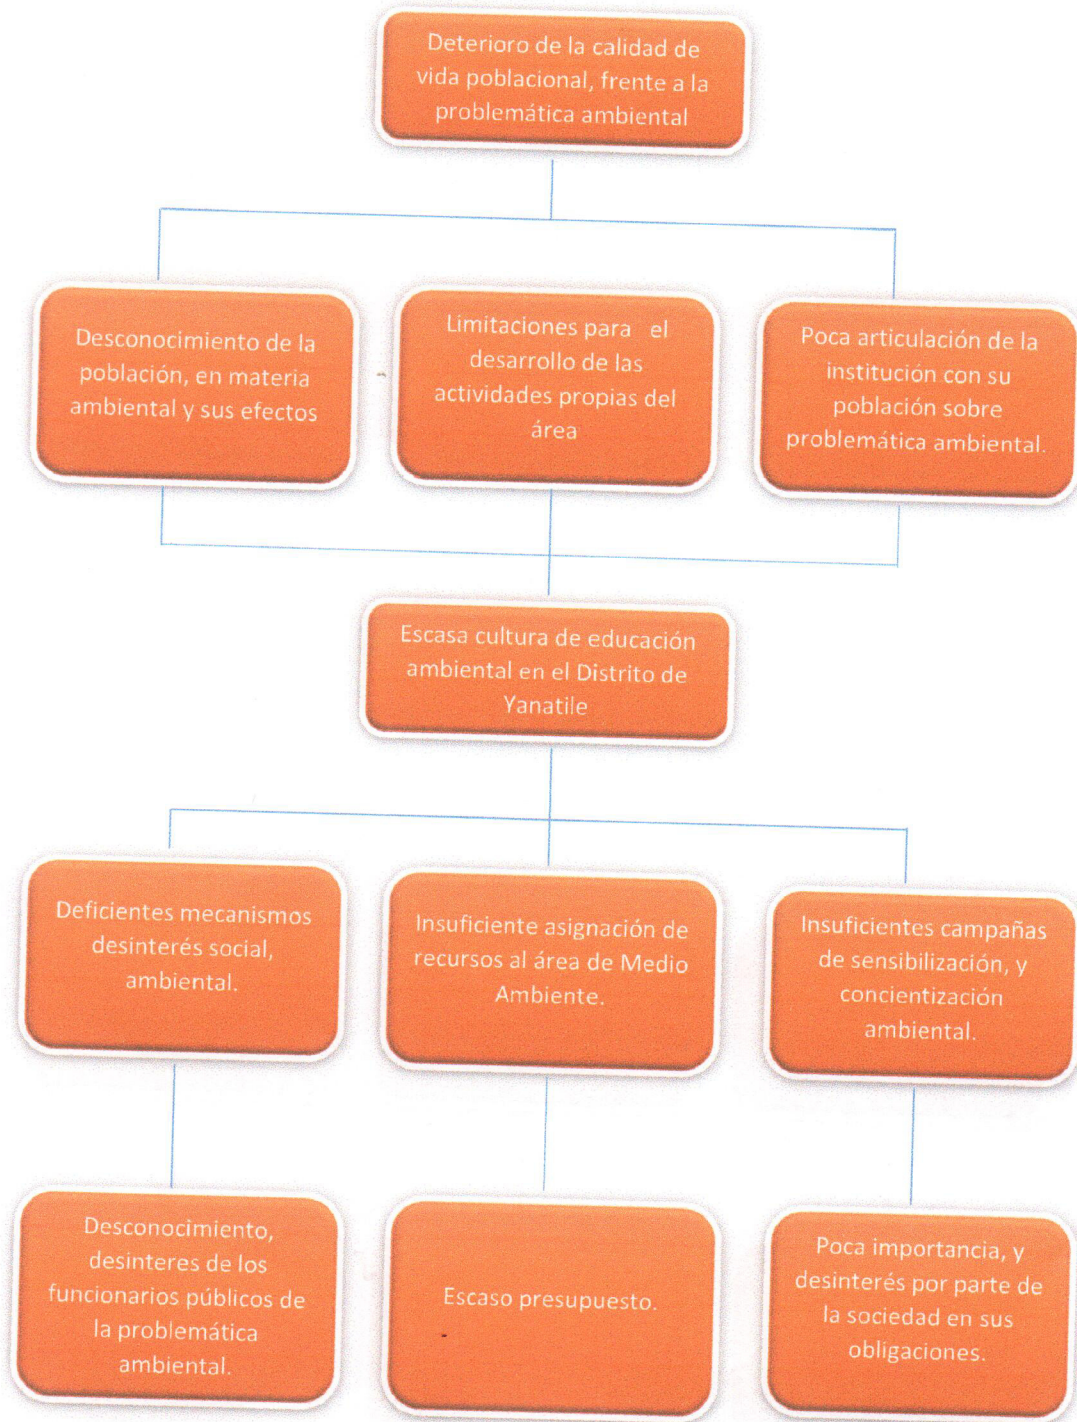 Deterioro de la calidad de
vida poblacional, frente a la
problemática ambiental
Desconocimiento de la
población, en materia
ambiental y sus efectos
Limitaciones para el
desarrollo de las
actividades propias del
área
Poca articulación de la
institución con su
población sobre
problemática ambiental.
Escasa cultura de educación
ambiental en el Distrito de
Yanatile
Deficientes mecanismos
desinterés social,
ambiental.
Insuficiente asignación de
recursos al área de Medio
Ambiente.
Insuficientes campañas
de sensibilización, y
concientización
ambiental.
Desconocimiento,
desinteres de los
funcionarios públicos de
la problemática
ambiental.
Escaso presupuesto.
Poca importancia, y
desinterés por parte de
la sociedad en sus
obligaciones.